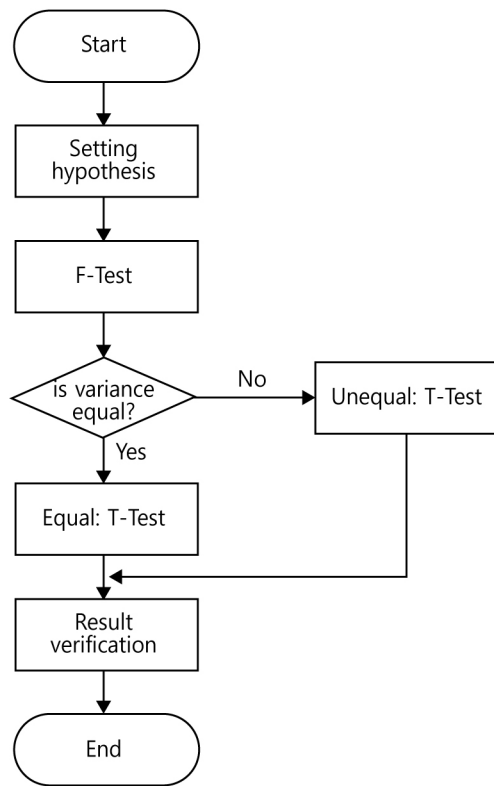 Start
Setting
hypothesis
F-Test
is variance
equal?
No
Unequal: T-Test
Yes
Equal: T-Test
Result
verification
End